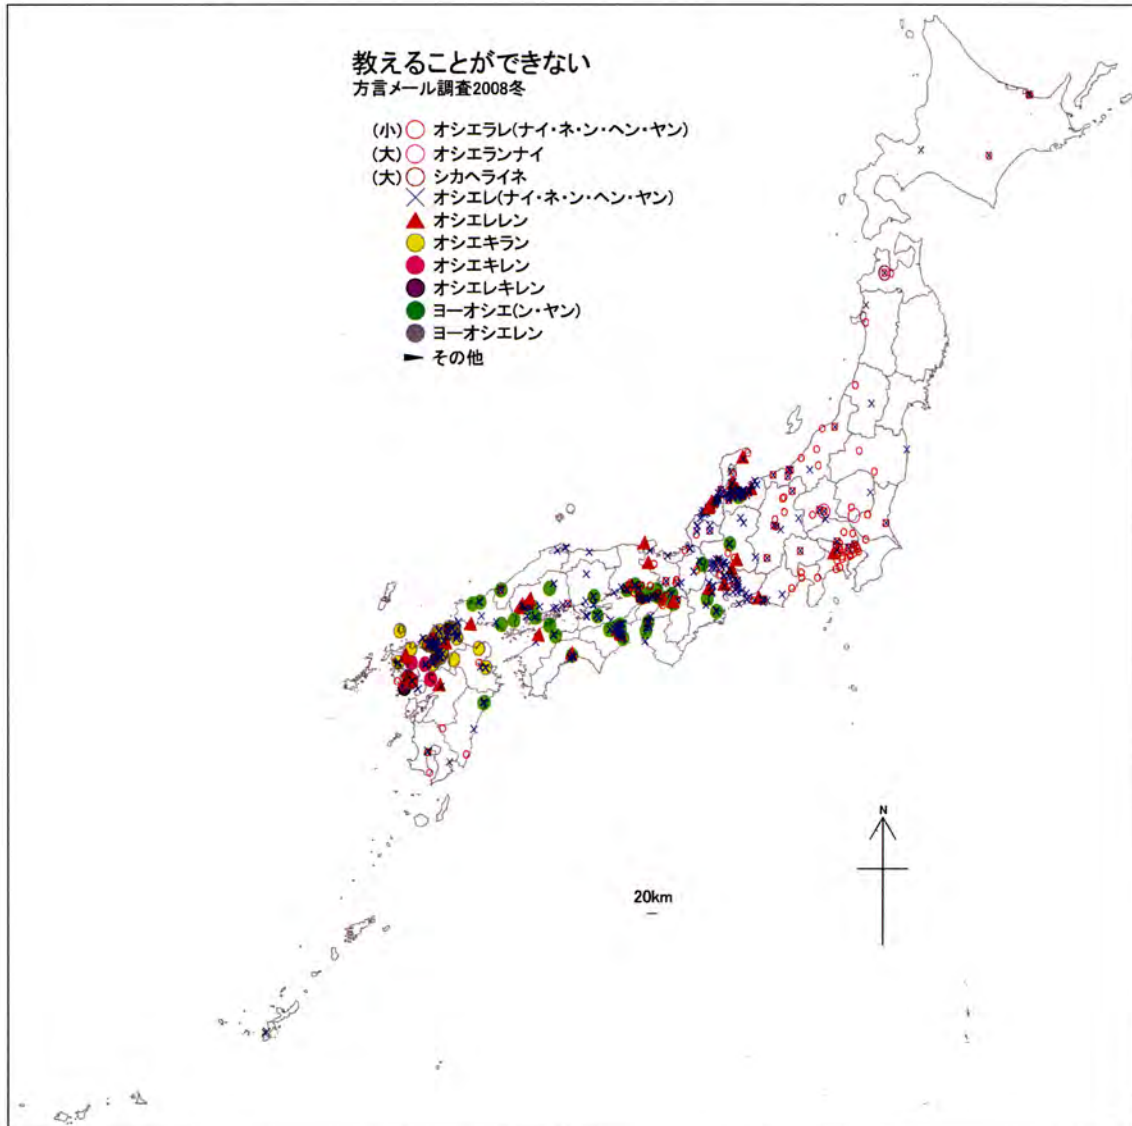 教えることができない
方言メール調査2008冬
(小) オシエラレ(ナイ・ネ・ン・ヘン・ヤン)
(大) オシエランナイ
(大) シカヘライネ
オシエレ(ナイ・ネ・ン・ヘン・ヤン)
オシエレレン
オシエキラン
オシエキレン
オシエレキレン
ヨーオシエ(ン・ヤン)
ヨーオシエレン
その他
N
20km